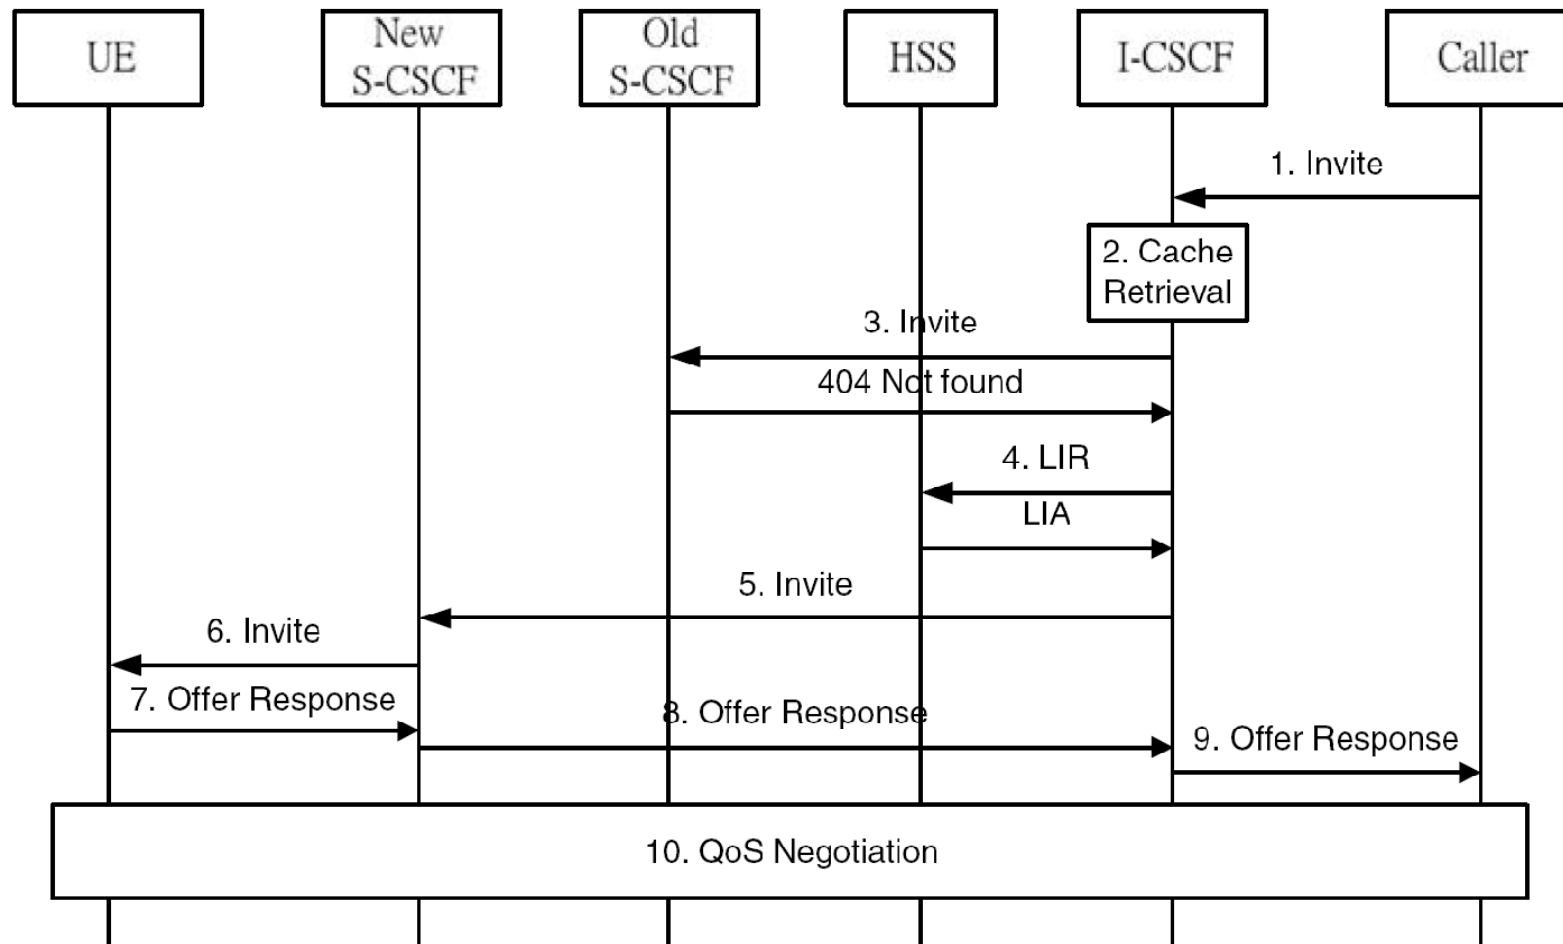 UE
New
S-CSCF
Old
S-CSCF
HSS
I-CSCF
Caller
1. Invite
2. Cache
Retrieval
3. Invite
404 Not found
4. LIR
LIA
5. Invite
6. Invite
7. Offer Response
8. Offer Response
9. Offer Response
10. QoS Negotiation